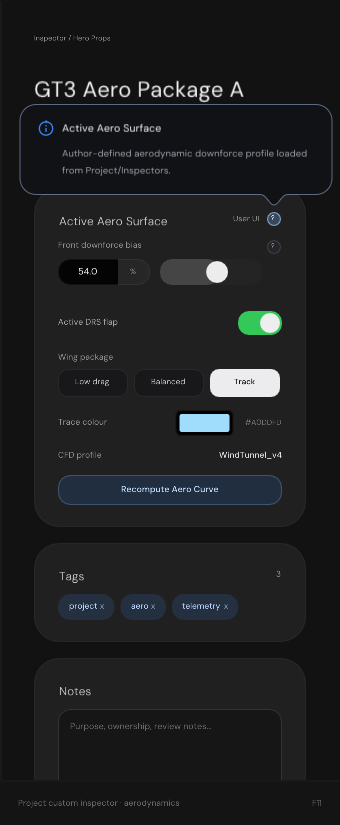 Inspector / Hero Props
GT3 Aero Package A
Active Aero Surface
Author-defined aerodynamic downforce profile loaded
from Project/Inspectors.
Active Aero Surface
User UI ?
Front downforce bias ?
54.0 %
Active DRS flap
Wing package
Low drag Balanced Track
Trace colour #A0DDFD
CFD profile WindTunnel_v4
Recompute Aero Curve
Tags 3
project x aero x telemetry x
Notes
Purpose, ownership, review notes...
Project custom inspector · aerodynamics F11